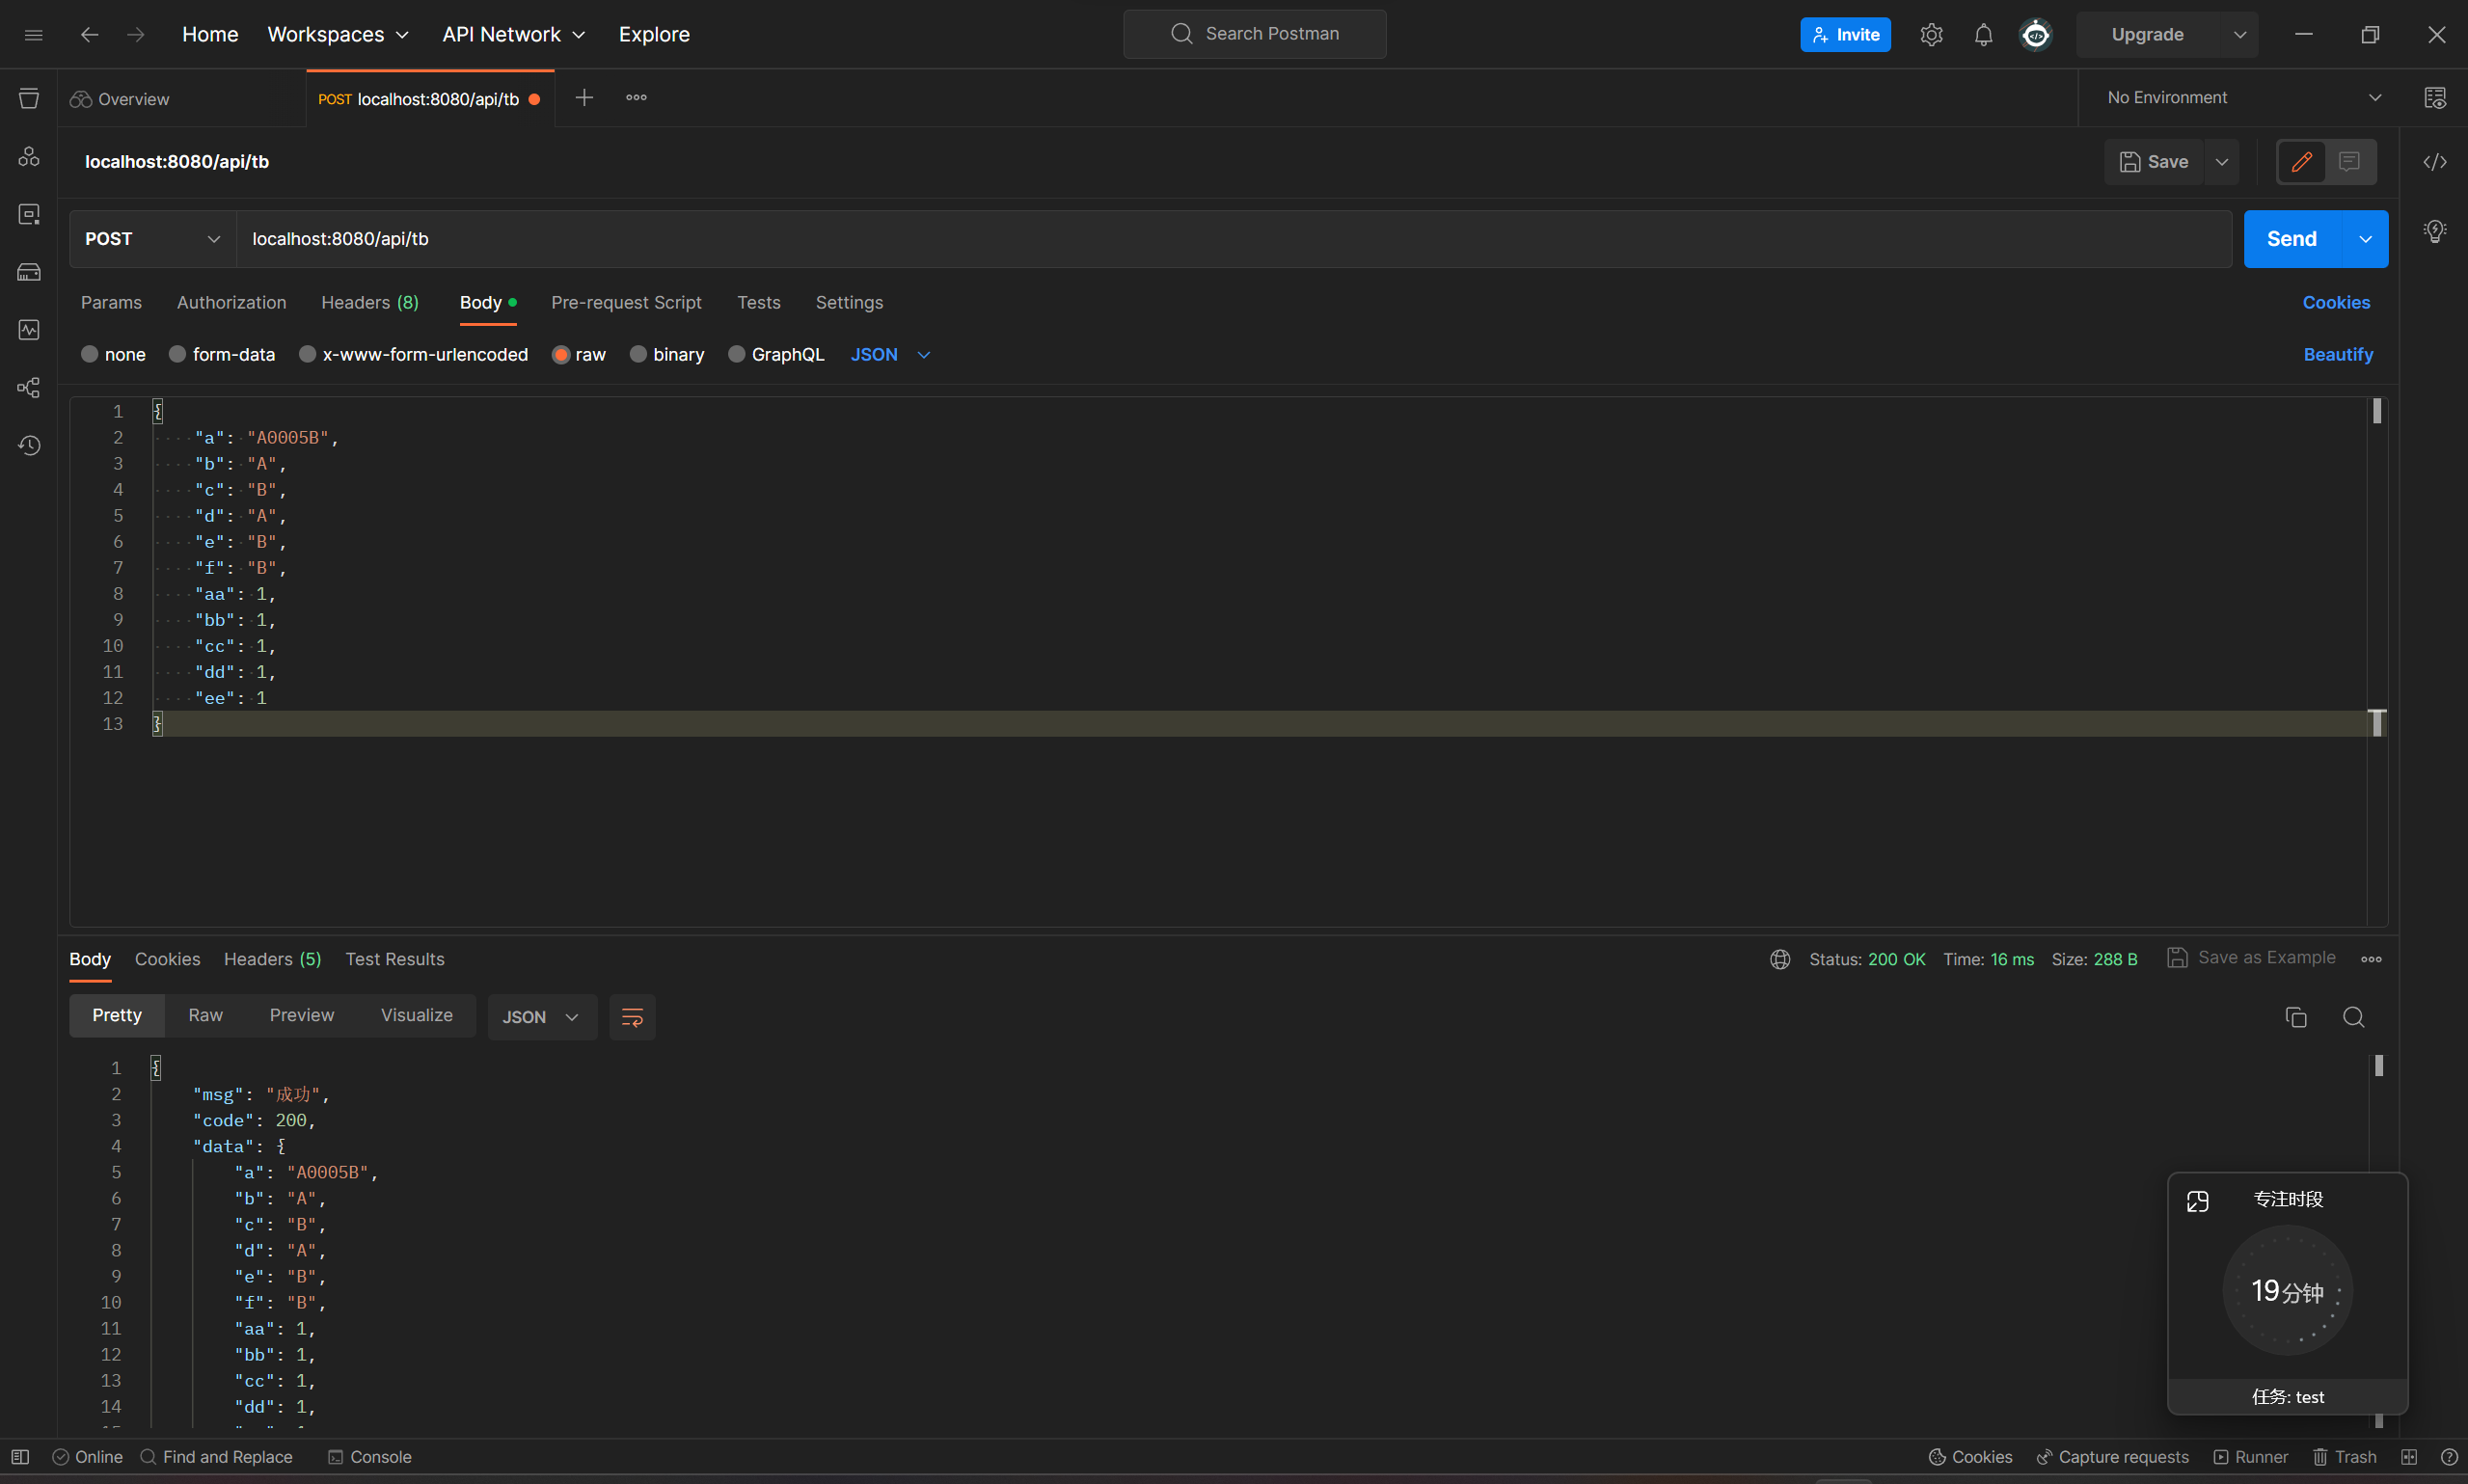 Home Workspaces API Network Explore Search Postman Invite Upgrade
Overview POST localhost:8080/api/tb No Environment
localhost:8080/api/tb Save
POST localhost:8080/api/tb Send
Params Authorization Headers (8) Body Pre-request Script Tests Settings Cookies
none form-data x-www-form-urlencoded raw binary GraphQL JSON Beautify
1 {
2 "a": "A0005B",
3 "b": "A",
4 "c": "B",
5 "d": "A",
6 "e": "B",
7 "f": "B",
8 "aa": 1,
9 "bb": 1,
10 "cc": 1,
11 "dd": 1,
12 "ee": 1
13 }
Body Cookies Headers (5) Test Results Status: 200 OK Time: 16 ms Size: 288 B Save as Example
Pretty Raw Preview Visualize JSON
1 {
2 "msg": "成功",
3 "code": 200,
4 "data": {
5 "a": "A0005B",
6 "b": "A",
7 "c": "B",
8 "d": "A",
9 "e": "B",
10 "f": "B",
11 "aa": 1,
12 "bb": 1,
13 "cc": 1,
14 "dd": 1,
专注时段
19分钟
任务: test
Online Find and Replace Console Cookies Capture requests Runner Trash